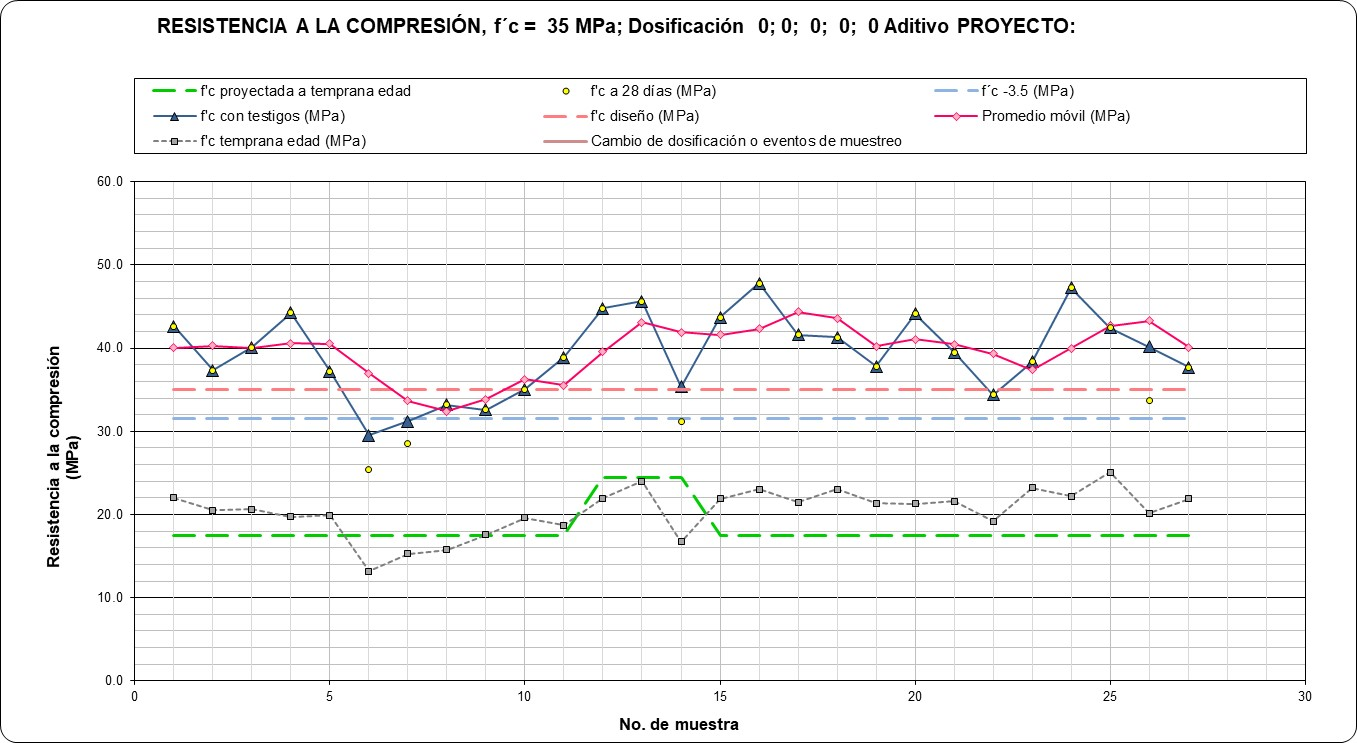 RESISTENCIA A LA COMPRESIÓN, f´c = 35 MPa; Dosificación 0; 0; 0; 0; 0 Aditivo PROYECTO:
f'c proyectada a temprana edad
f'c a 28 días (MPa)
f´c -3.5 (MPa)
f'c con testigos (MPa)
f'c diseño (MPa)
Promedio móvil (MPa)
f'c temprana edad (MPa)
Cambio de dosificación o eventos de muestreo
60.0
50.0
40.0
30.0
20.0
10.0
0.0
Resistencia a la compresión
(MPa)
0 5 10 15 20 25 30
No. de muestra